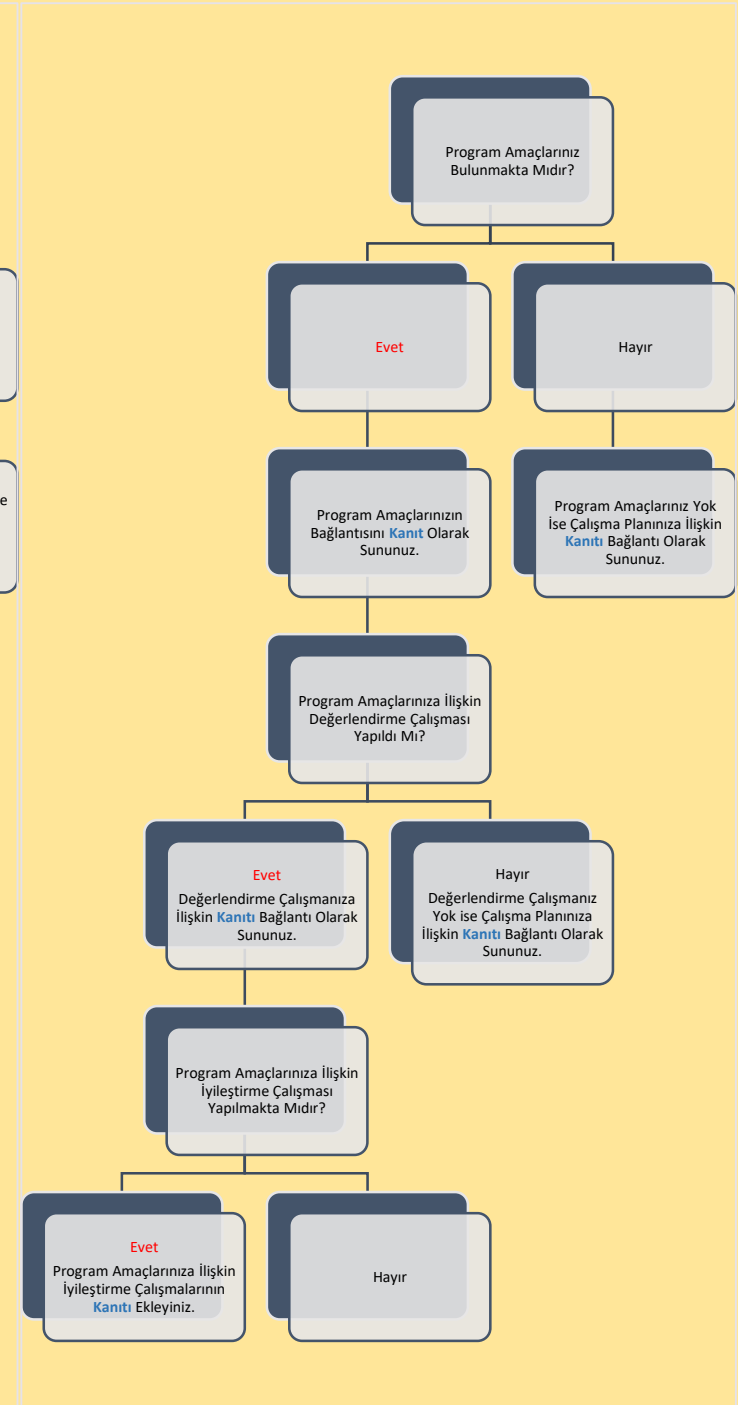 Program Amaçlarınız
Bulunmakta Mıdır?
Evet
Hayır
Program Amaçlarınızın
Bağlantısını Kanıt Olarak
Sununuz.
Program Amaçlarınız Yok
İse Çalışma Planınıza İlişkin
Kanıtı Bağlantı Olarak
Sununuz.
e
Program Amaçlarınıza İlişkin
Değerlendirme Çalışması
Yapıldı Mı?
Evet
Değerlendirme Çalışmanıza
İlişkin Kanıtı Bağlantı Olarak
Sununuz.
Hayır
Değerlendirme Çalışmanız
Yok ise Çalışma Planınıza
İlişkin Kanıtı Bağlantı Olarak
Sununuz.
Program Amaçlarınıza İlişkin
İyileştirme Çalışması
Yapılmakta Mıdır?
Evet
Program Amaçlarınıza İlişkin
İyileştirme Çalışmalarının
Kanıtı Ekleyiniz.
Hayır